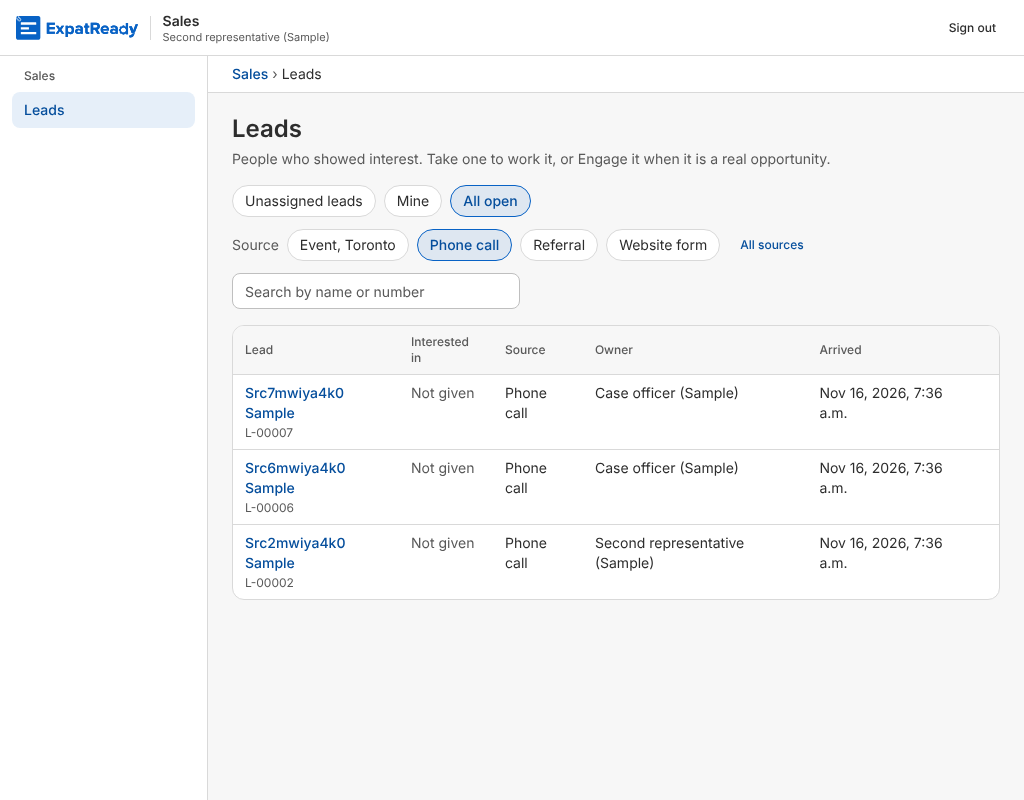 ExpatReady
Sales
Second representative (Sample)
Sign out
Sales
Leads
Sales › Leads
Leads
People who showed interest. Take one to work it, or Engage it when it is a real opportunity.
Unassigned leads
Mine
All open
Source
Event, Toronto
Phone call
Referral
Website form
All sources
Search by name or number
Lead
Interested
in
Source
Owner
Arrived
Src7mwiya4k0
Sample
L-00007
Not given
Phone
call
Case officer (Sample)
Nov 16, 2026, 7:36
a.m.
Src6mwiya4k0
Sample
L-00006
Not given
Phone
call
Case officer (Sample)
Nov 16, 2026, 7:36
a.m.
Src2mwiya4k0
Sample
L-00002
Not given
Phone
call
Second representative
(Sample)
Nov 16, 2026, 7:36
a.m.